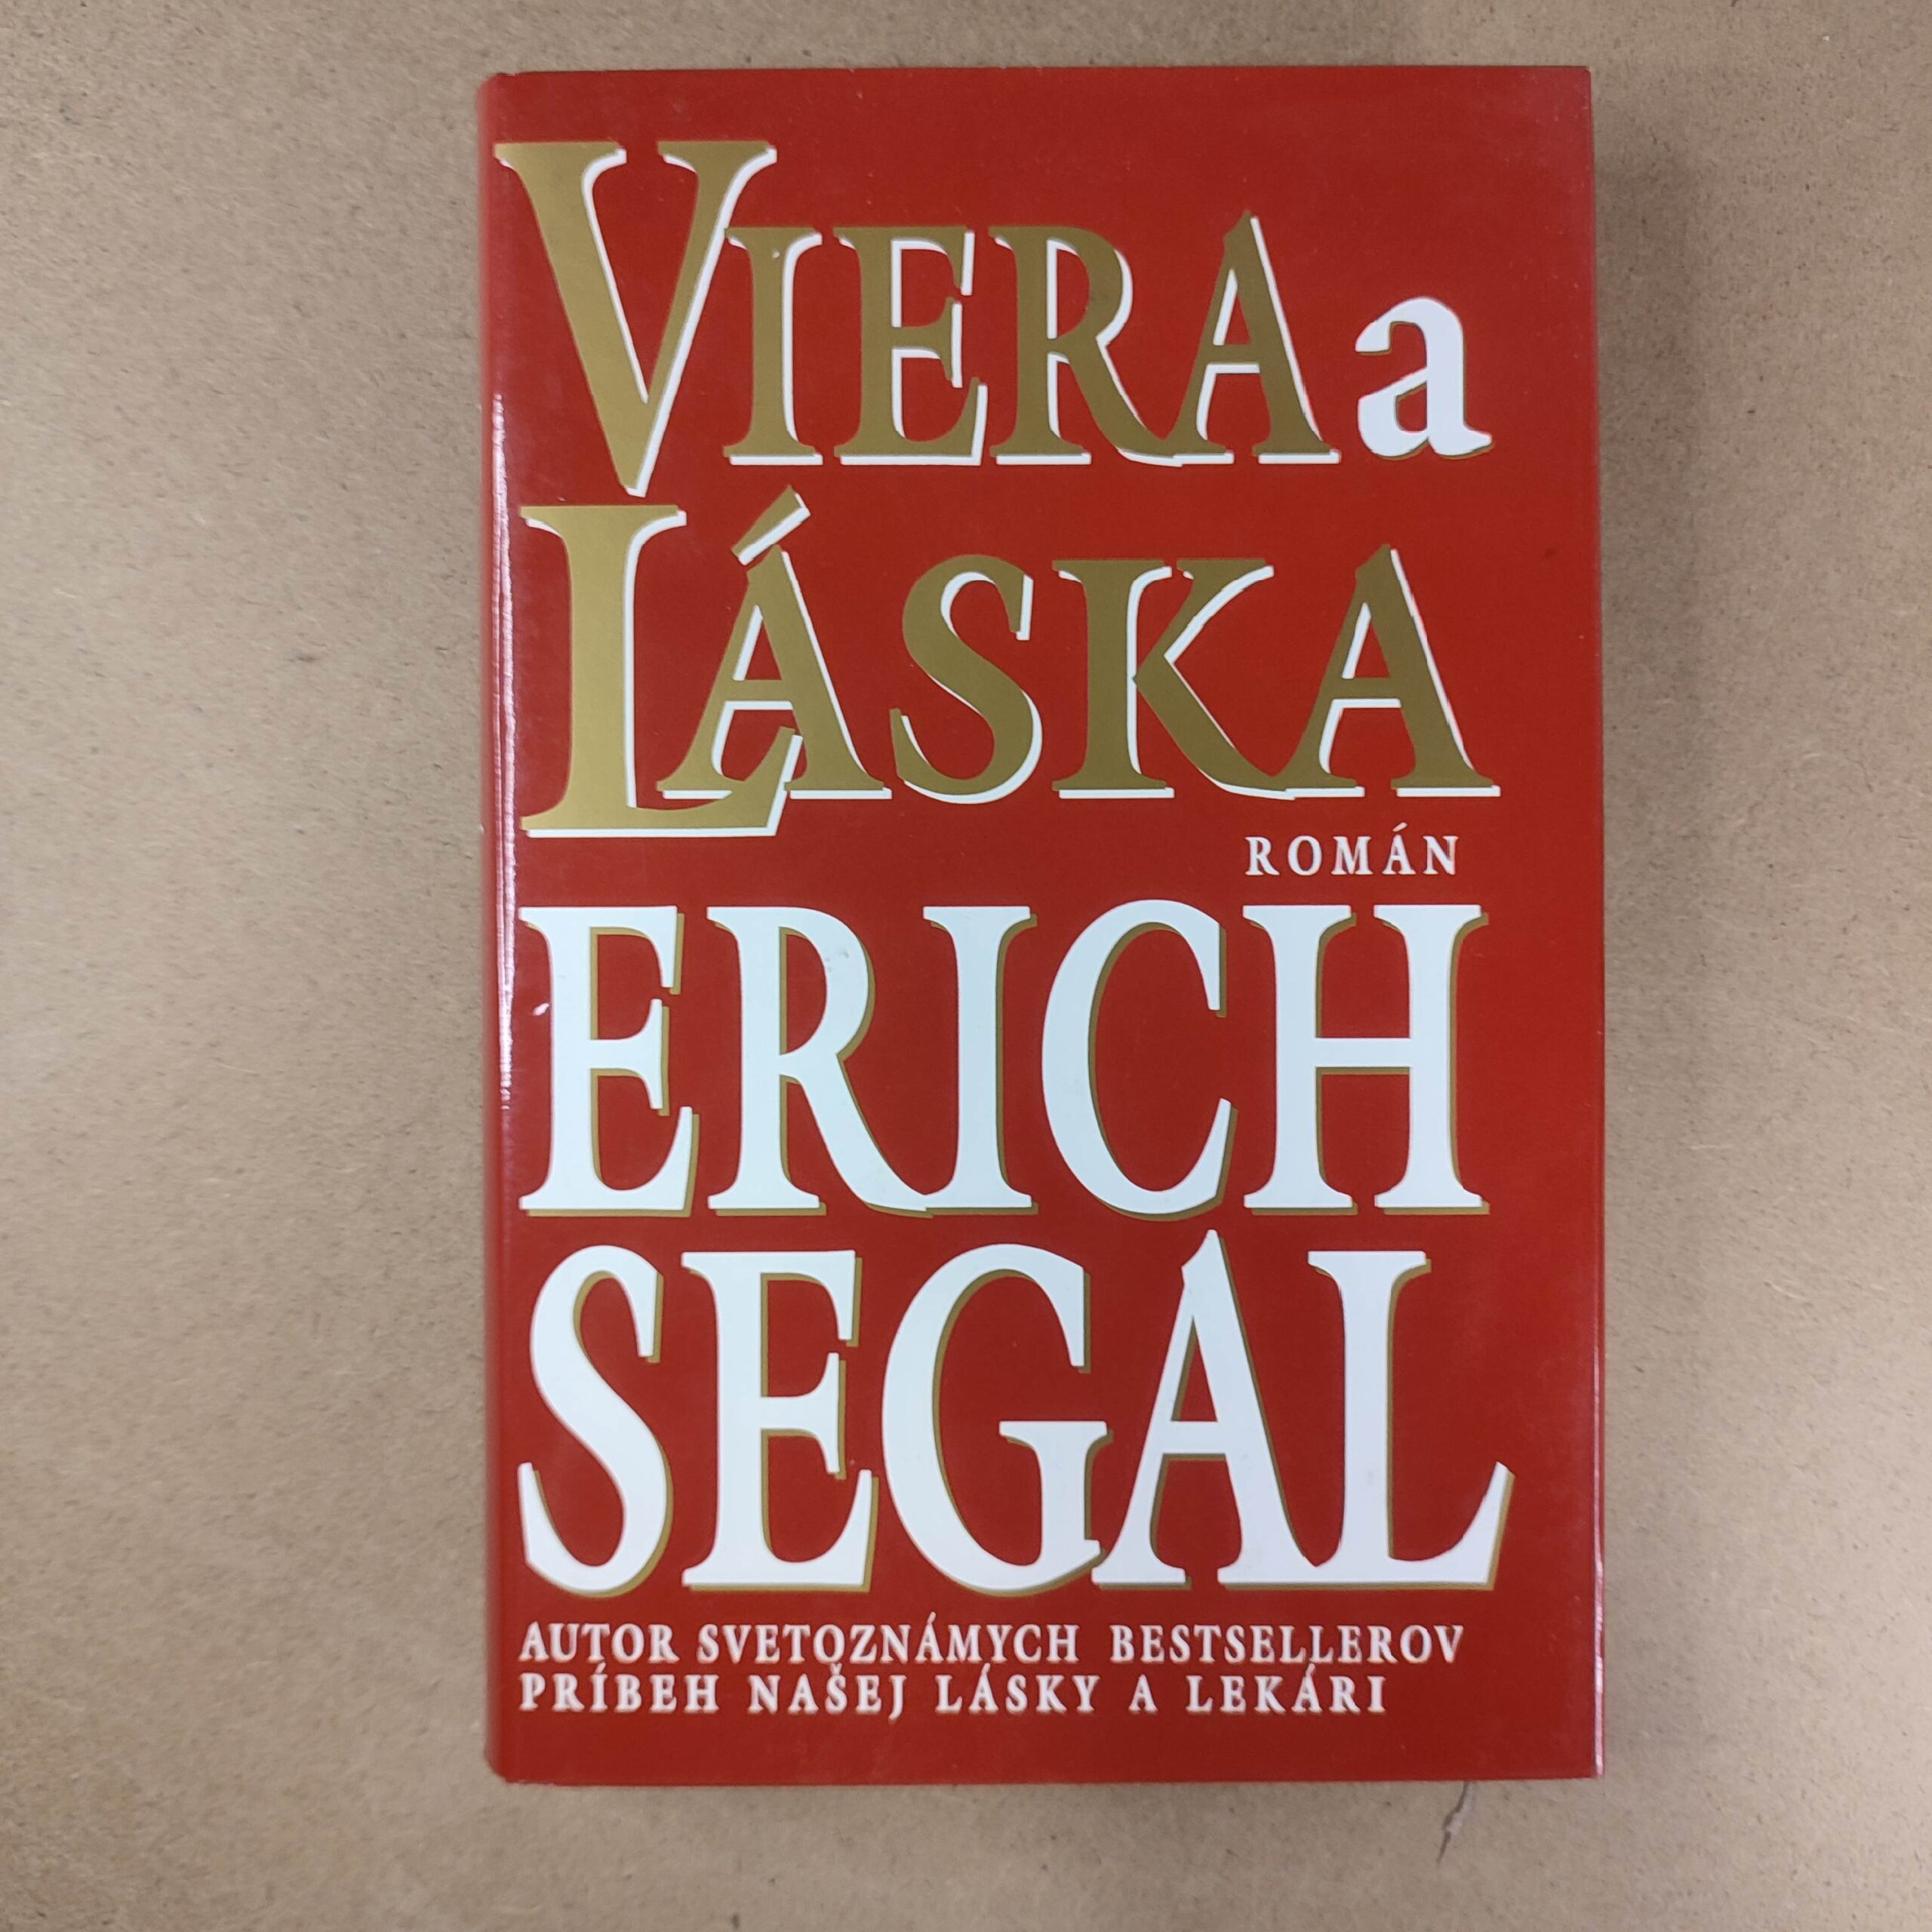 VIERA a
LÁSKA
ROMÁN
ERICH
SEGAL
AUTOR SVETOZNÁMYCH BESTSELLEROV
PRÍBEH NAŠEJ LÁSKY A LEKÁRI